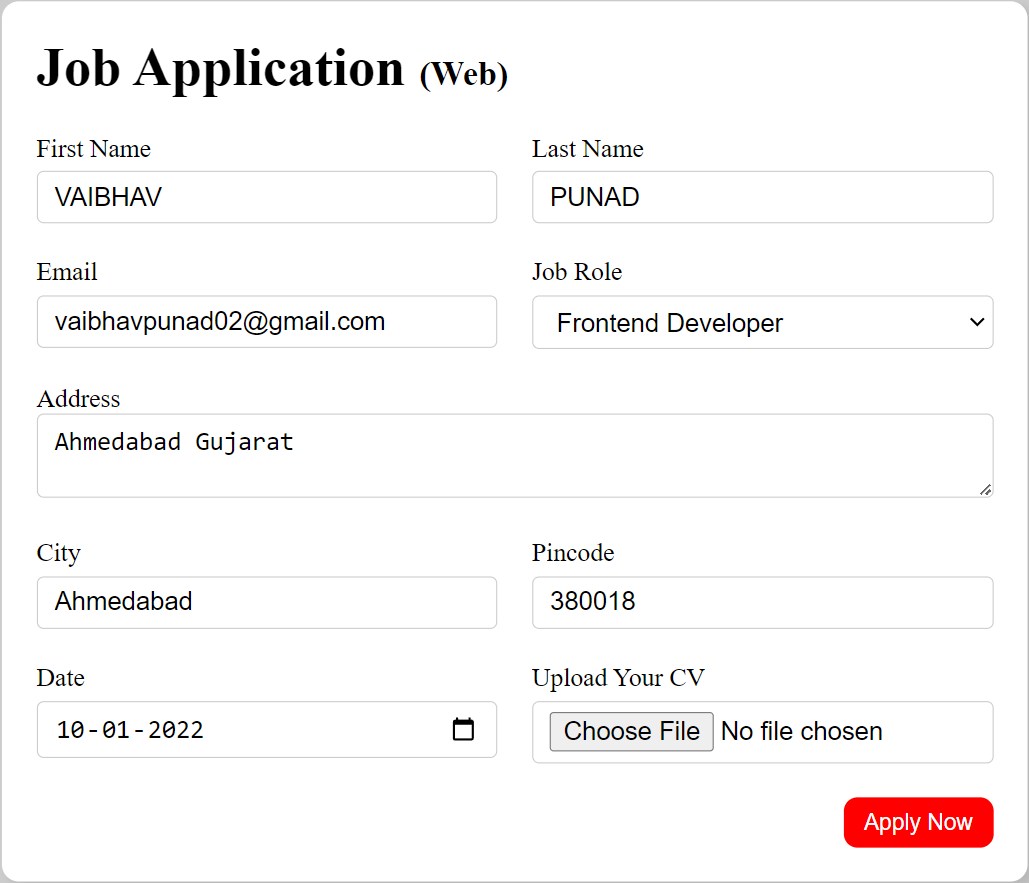 Job Application (Web)
First Name Last Name
VAIBHAV PUNAD
Email Job Role
vaibhavpunad02@gmail.com Frontend Developer
Address
Ahmedabad Gujarat
City Pincode
Ahmedabad 380018
Date Upload Your CV
10-01-2022 Choose File No file chosen
Apply Now